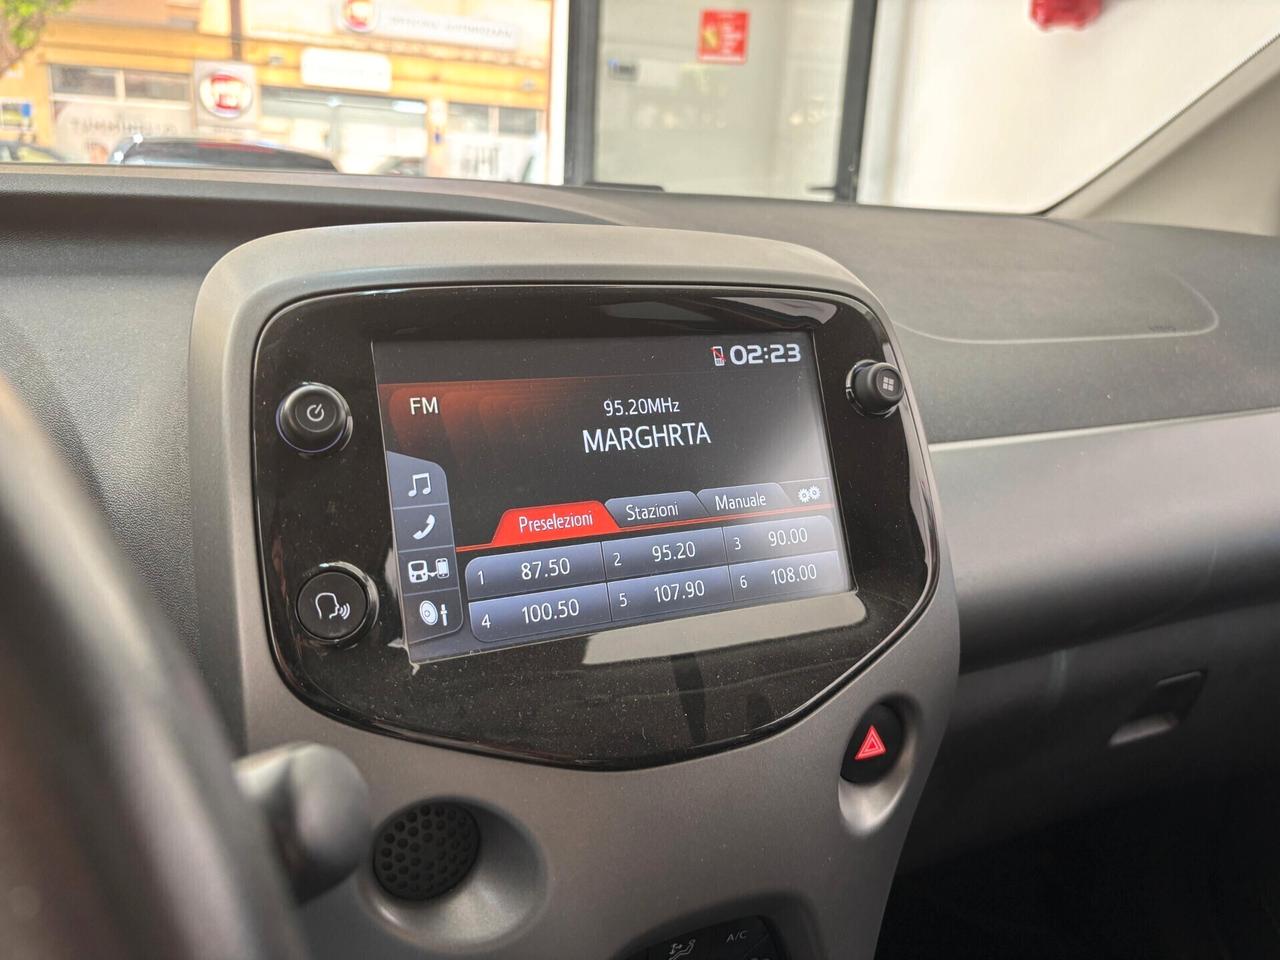 02:23
FM
95.20MHz
MARGHRTA
Preselezioni Stazioni Manuale
1 87.50 2 95.20 3 90.00
4 100.50 5 107.90 6 108.00
A/C